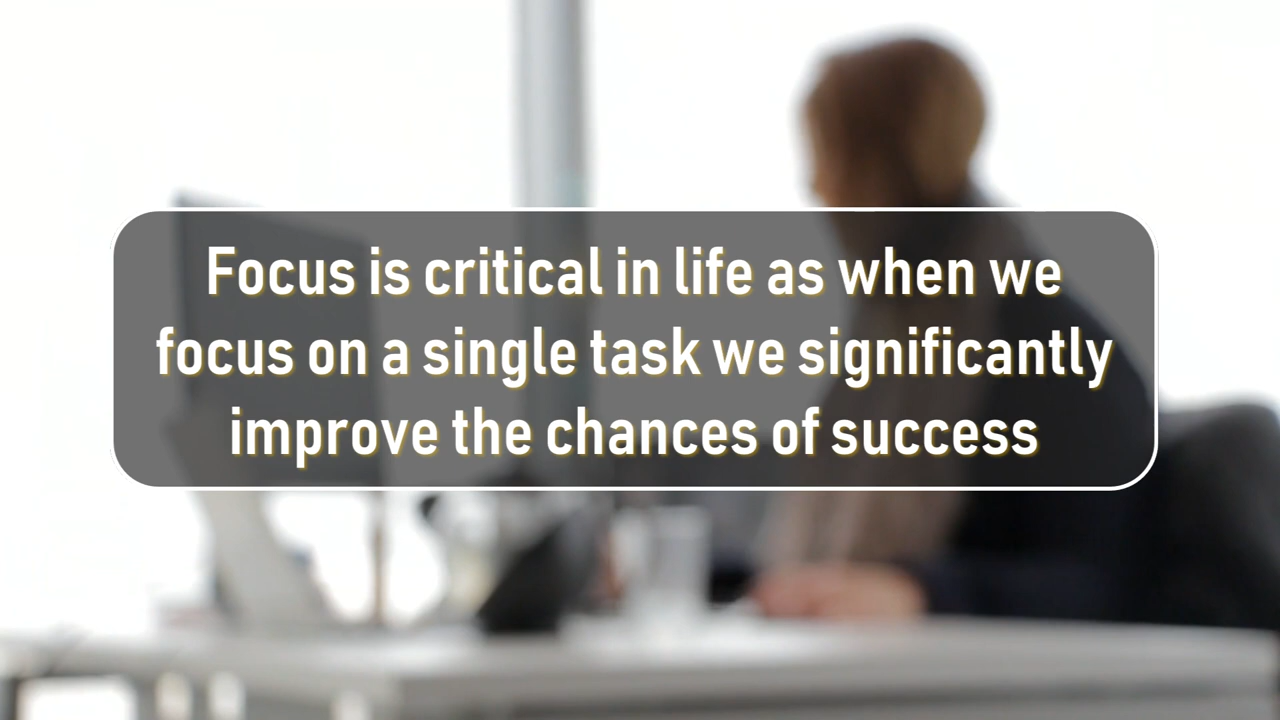 Focus is critical in life as when we
focus on a single task we significantly
improve the chances of success